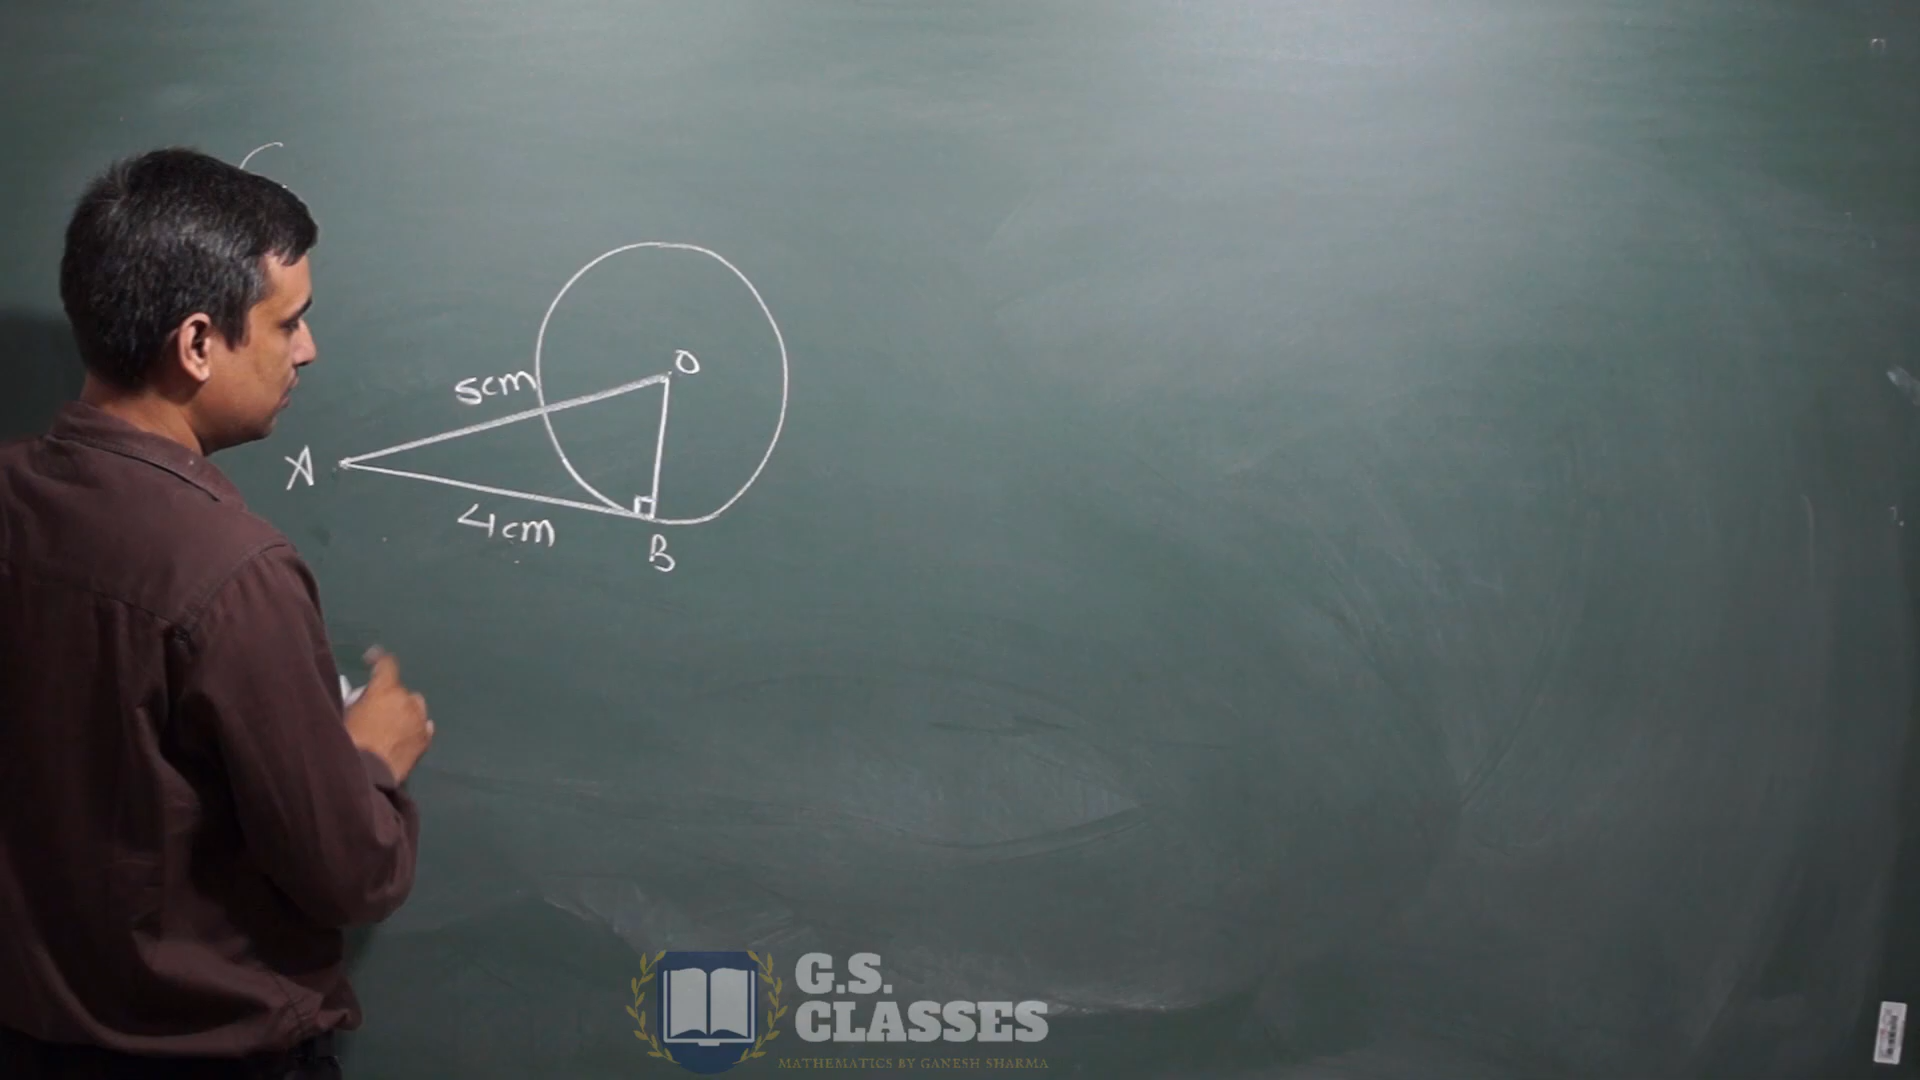 O
5cm
A
4cm
B
G.S.
CLASSES
MATHEMATICS BY GANESH SHARMA